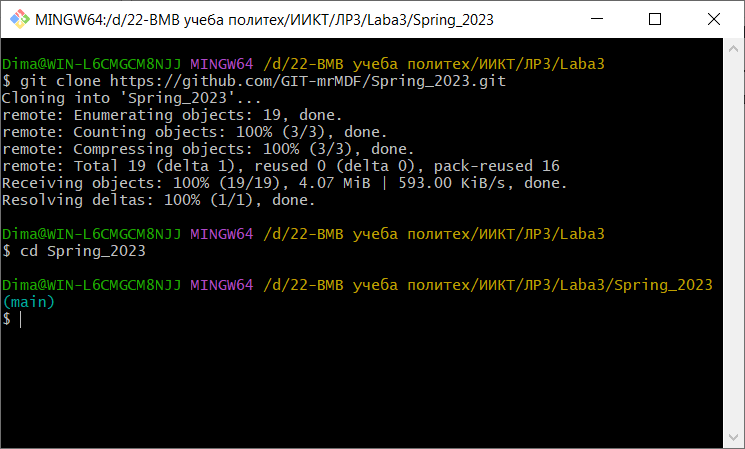 MINGW64:/d/22-ВМВ учеба политех/ИИКТ/ЛР3/Laba3/Spring_2023
Dima@WIN-L6CMGCM8NJJ MINGW64 /d/22-ВМВ учеба политех/ИИКТ/ЛР3/Laba3
$ git clone https://github.com/GIT-mrMDF/Spring_2023.git
Cloning into 'Spring_2023'...
remote: Enumerating objects: 19, done.
remote: Counting objects: 100% (3/3), done.
remote: Compressing objects: 100% (3/3), done.
remote: Total 19 (delta 1), reused 0 (delta 0), pack-reused 16
Receiving objects: 100% (19/19), 4.07 MiB | 593.00 KiB/s, done.
Resolving deltas: 100% (1/1), done.
Dima@WIN-L6CMGCM8NJJ MINGW64 /d/22-ВМВ учеба политех/ИИКТ/ЛР3/Laba3
$ cd Spring_2023
Dima@WIN-L6CMGCM8NJJ MINGW64 /d/22-ВМВ учеба политех/ИИКТ/ЛР3/Laba3/Spring_2023
(main)
$